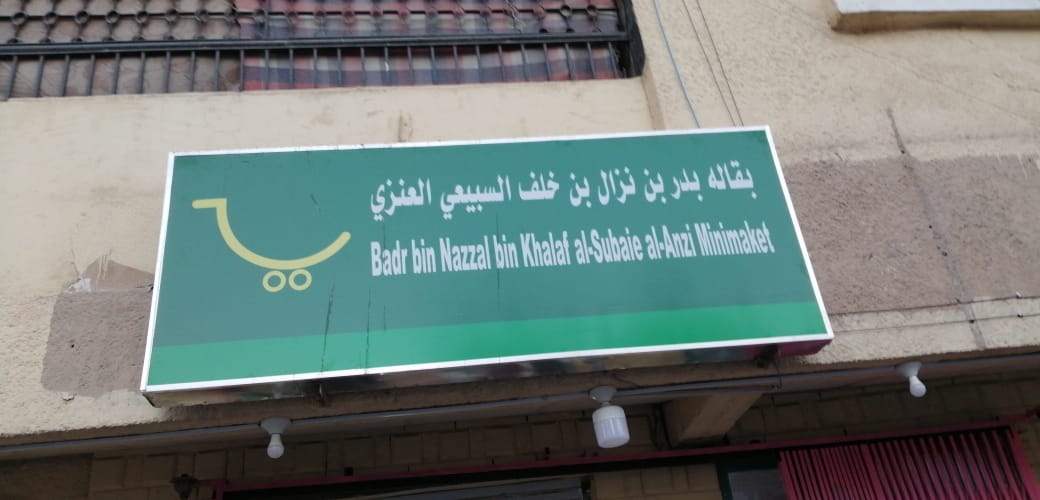 بقاله بدر بن نزال بن خلف السبيعي العنزي
Badr bin Nazzal bin Khalaf al-Subaie al-Anzi Minimaket